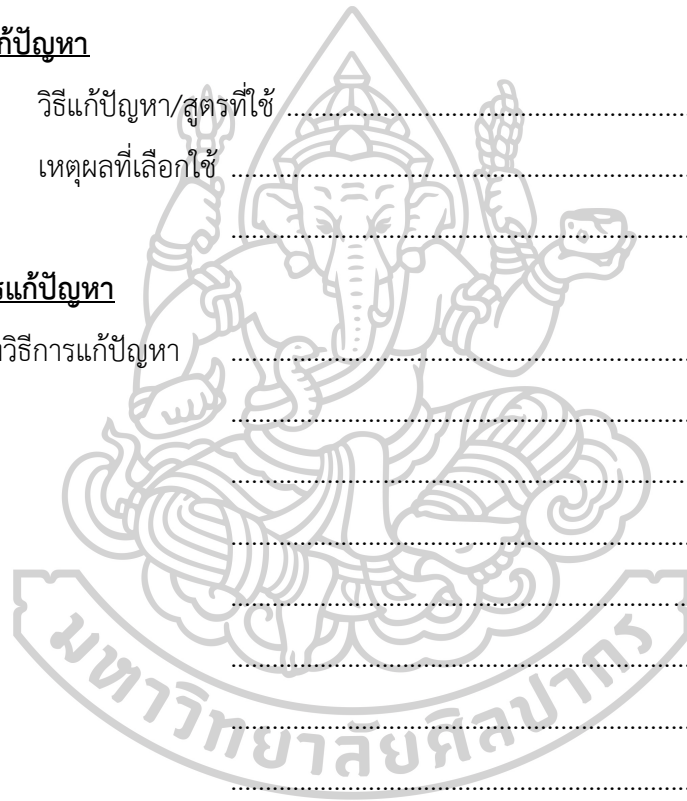 ก้ปัญหา
วิธีแก้ปัญหา/สูตรที่ใช้ ........................................................................
เหตุผลที่เลือกใช้ ........................................................................
........................................................................
รแก้ปัญหา
วิธีการแก้ปัญหา ........................................................................
........................................................................
........................................................................
........................................................................
........................................................................
........................................................................
........................................................................
........................................................................
มหาวิทยาลัยศิลปากร